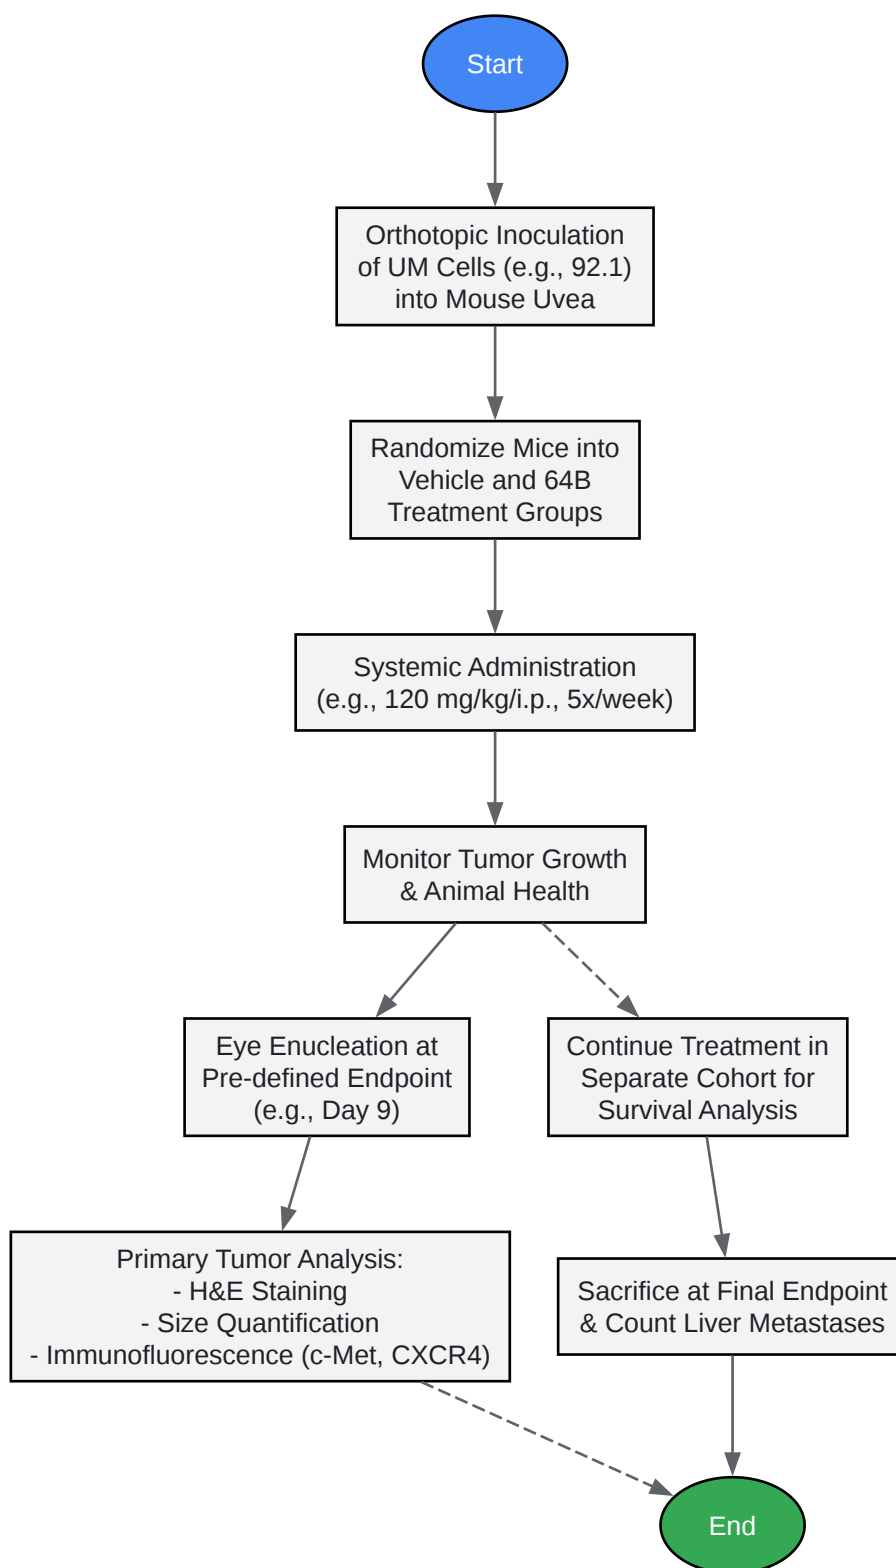 Start
Orthotopic Inoculation
of UM Cells (e.g., 92.1)
into Mouse Uvea
Randomize Mice into
Vehicle and 64B
Treatment Groups
Systemic Administration
(e.g., 120 mg/kg/i.p., 5x/week)
Monitor Tumor Growth
& Animal Health
Eye Enucleation at
Pre-defined Endpoint
(e.g., Day 9)
Continue Treatment in
Separate Cohort for
Survival Analysis
Primary Tumor Analysis:
- H&E Staining
- Size Quantification
- Immunofluorescence (c-Met, CXCR4)
Sacrifice at Final Endpoint
& Count Liver Metastases
End